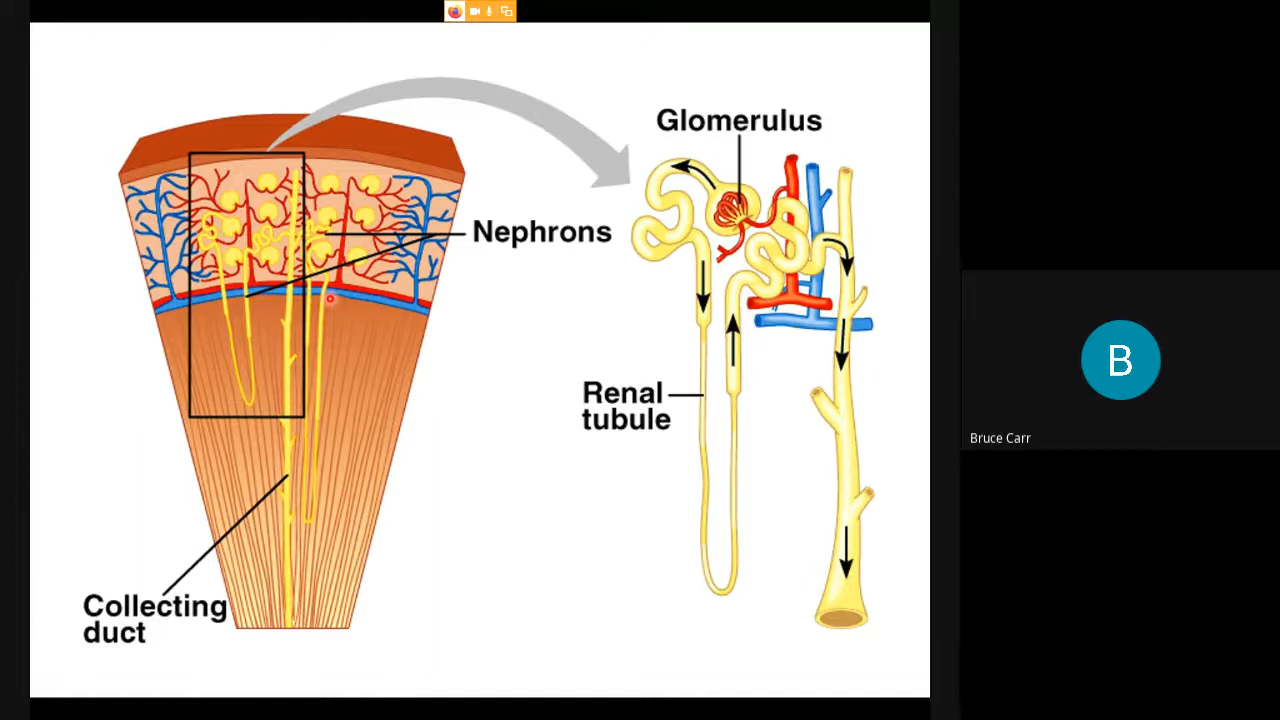 Glomerulus
Nephrons
Renal
tubule
Collecting
duct
B
Bruce Carr